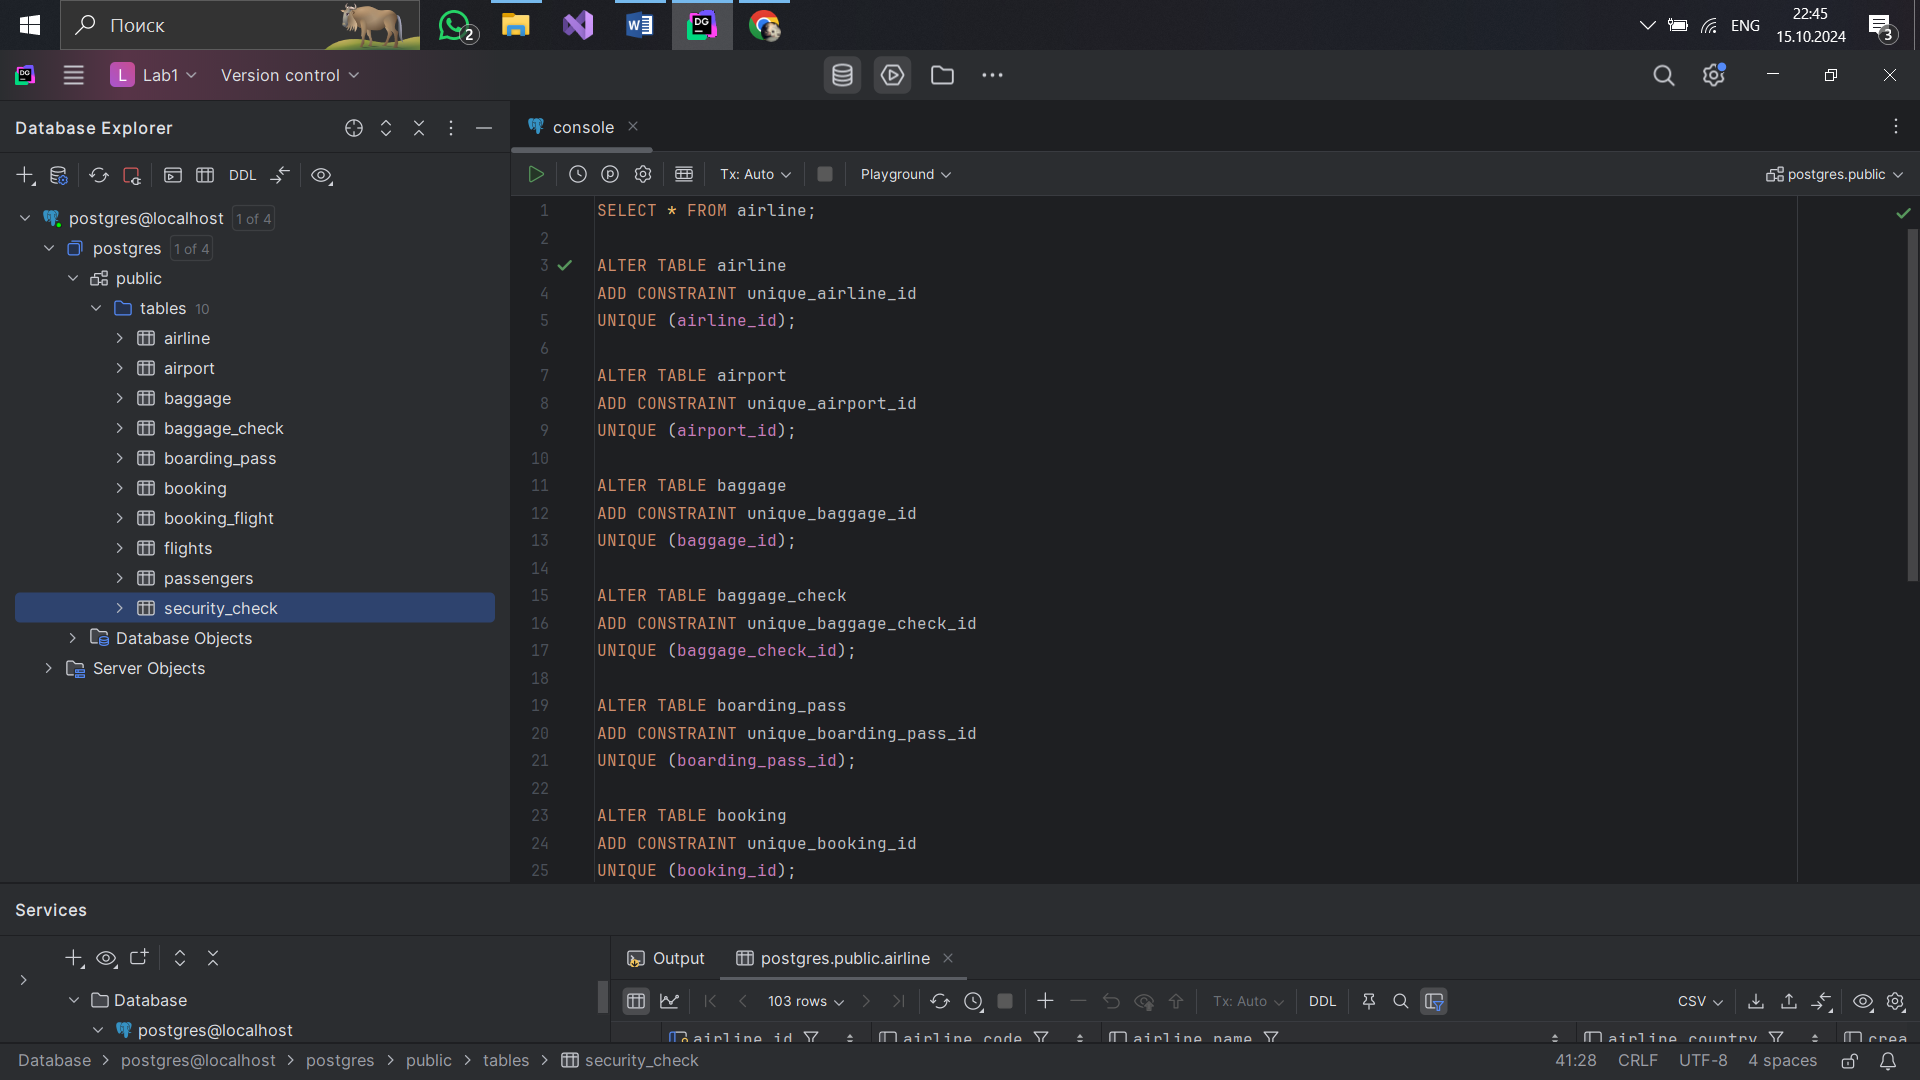 Поиск
2
ENG
22:45
15.10.2024
3
L Lab1
Version control
Database Explorer
console
DDL
Tx: Auto
Playground
postgres.public
postgres@localhost 1 of 4
postgres 1 of 4
public
tables 10
airline
airport
baggage
baggage_check
boarding_pass
booking
booking_flight
flights
passengers
security_check
Database Objects
Server Objects
1 SELECT * FROM airline;
2
3 ALTER TABLE airline
4 ADD CONSTRAINT unique_airline_id
5 UNIQUE (airline_id);
6
7 ALTER TABLE airport
8 ADD CONSTRAINT unique_airport_id
9 UNIQUE (airport_id);
10
11 ALTER TABLE baggage
12 ADD CONSTRAINT unique_baggage_id
13 UNIQUE (baggage_id);
14
15 ALTER TABLE baggage_check
16 ADD CONSTRAINT unique_baggage_check_id
17 UNIQUE (baggage_check_id);
18
19 ALTER TABLE boarding_pass
20 ADD CONSTRAINT unique_boarding_pass_id
21 UNIQUE (boarding_pass_id);
22
23 ALTER TABLE booking
24 ADD CONSTRAINT unique_booking_id
25 UNIQUE (booking_id);
Services
Database
postgres@localhost
Output
postgres.public.airline
103 rows
Tx: Auto
DDL
CSV
airline_id
airline_code
airline_name
airline_country
crea
Database > postgres@localhost > postgres > public > tables > security_check
41:28
CRLF
UTF-8
4 spaces